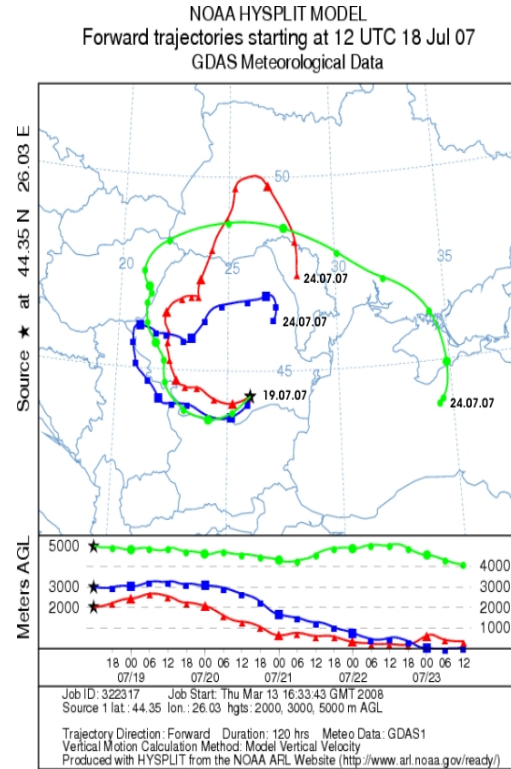 NOAA HYSPLIT MODEL
Forward trajectories starting at 12 UTC 18 Jul 07
GDAS Meteorological Data
Source ★ at 44.35 N 26.03 E
50
20
25
30
35
24.07.07
24.07.07
45
19.07.07
24.07.07
Meters AGL
5000
4000
3000
3000
2000
2000
1000
18 00 06 12 18 00 06 12 18 00 06 12 18 00 06 12 18 00 06 12
07/19 07/20 07/21 07/22 07/23
Job ID: 322317 Job Start: Thu Mar 13 16:33:43 GMT 2008
Source 1 lat.: 44.35 lon.: 26.03 hgts: 2000, 3000, 5000 m AGL
Trajectory Direction: Forward Duration: 120 hrs Meteo Data: GDAS1
Vertical Motion Calculation Method: Model Vertical Velocity
Produced with HYSPLIT from the NOAA ARL Website (http://www.arl.noaa.gov/ready/)